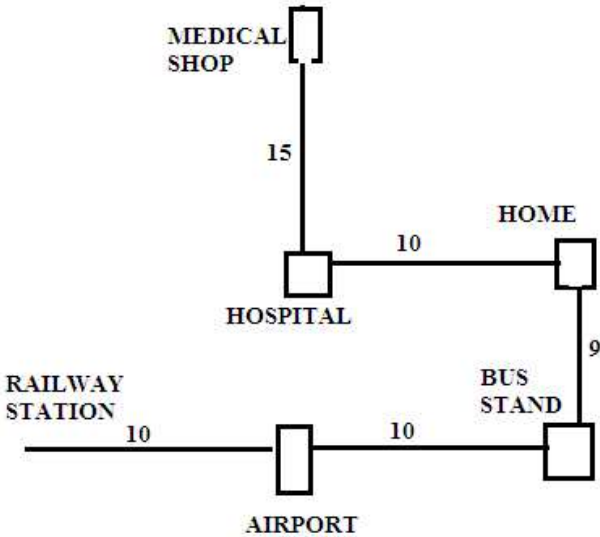 MEDICAL
SHOP
15
HOME
10
HOSPITAL
9
RAILWAY
STATION
BUS
STAND
10
10
AIRPORT